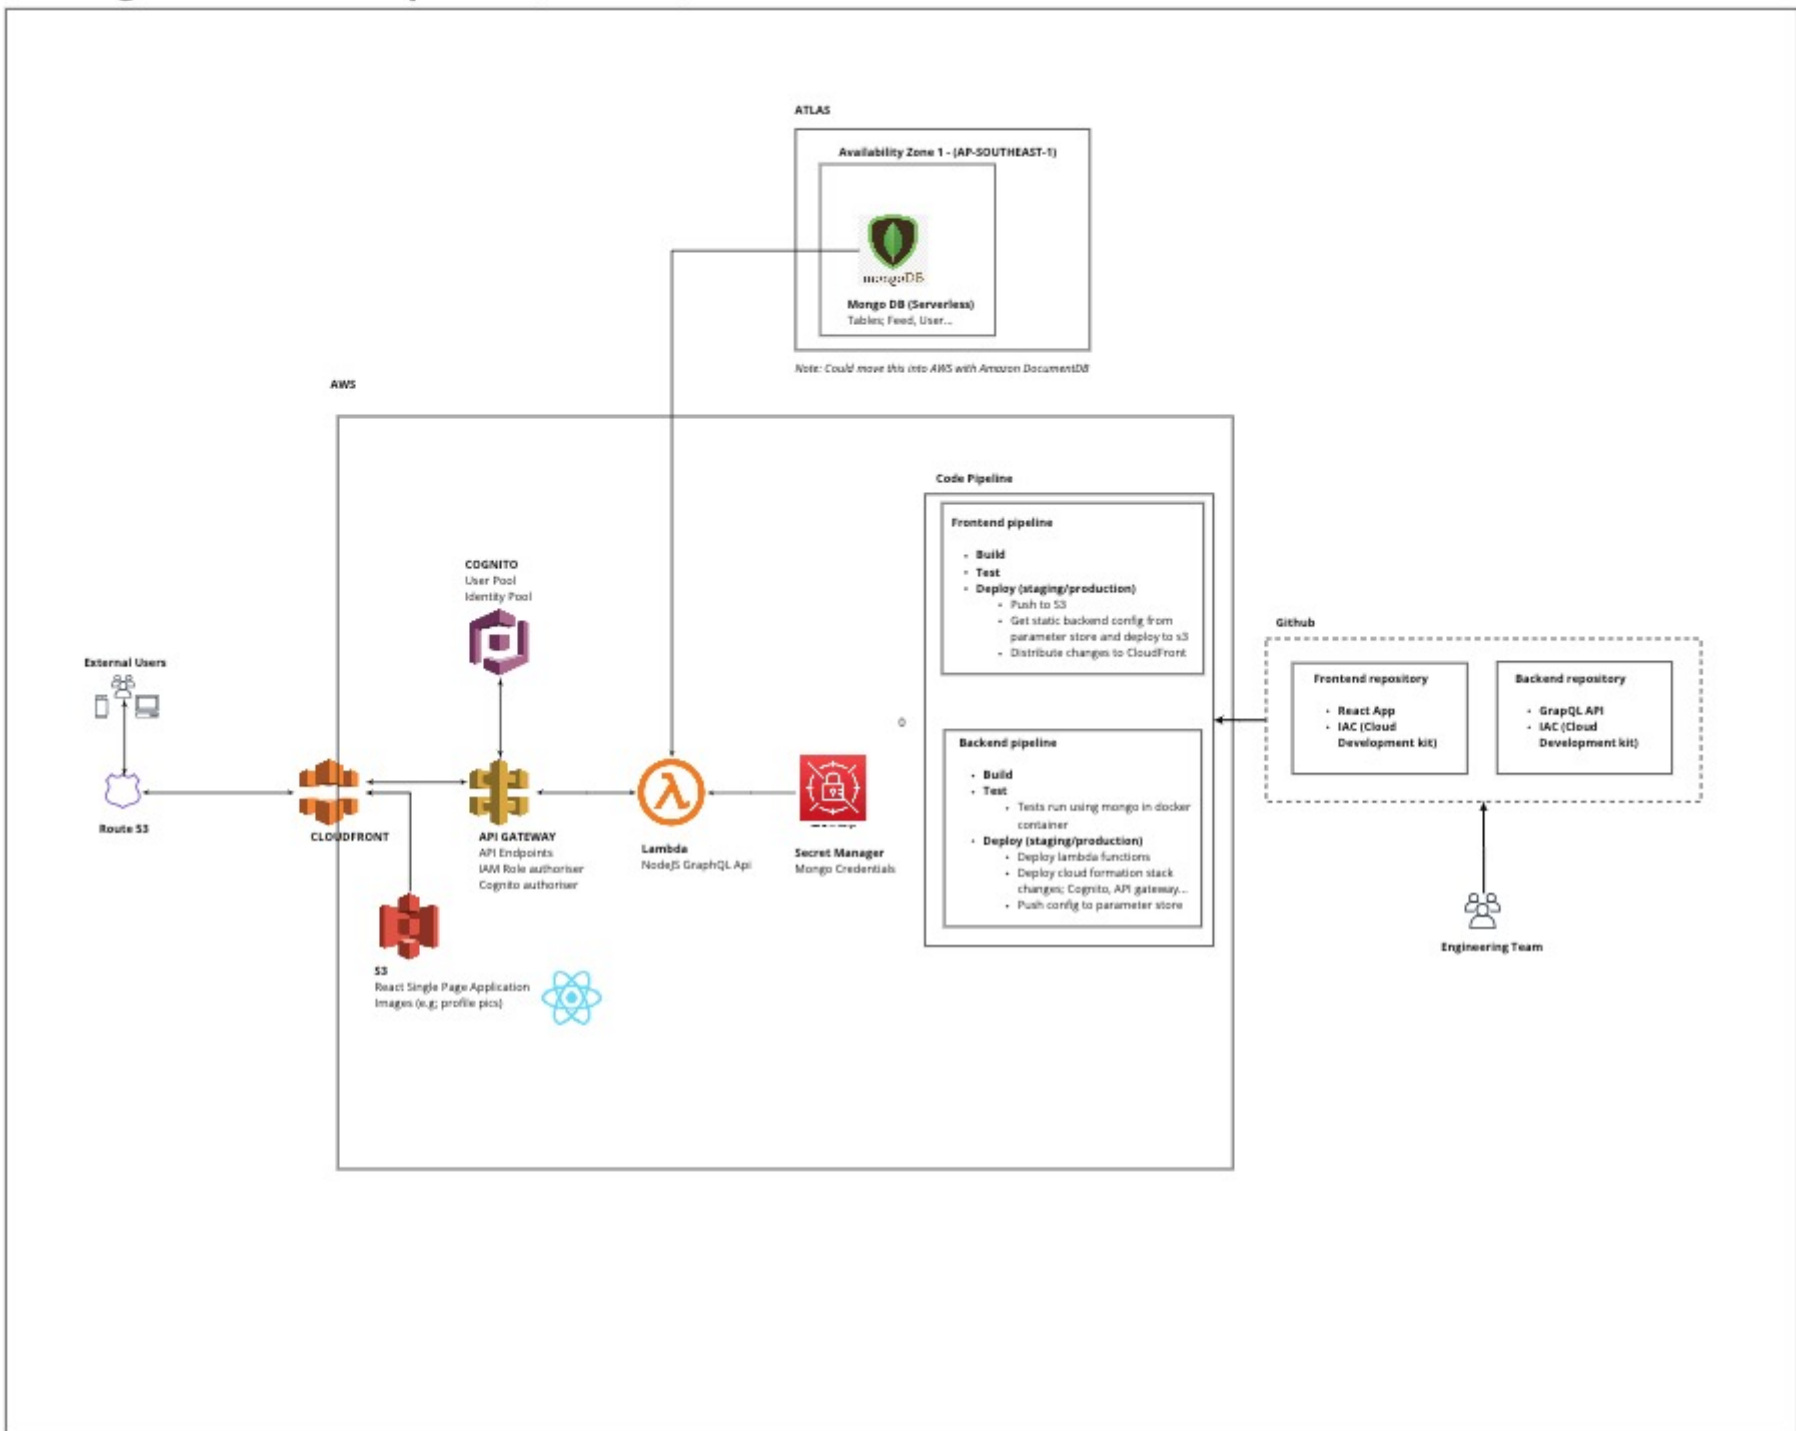 ATLAS
Availability Zone 1 - (AP-SOUTHEAST-1)
mongoDB
Mongo DB (Serverless)
Tables; Feed, User...
Note: Could move this into AWS with Amazon DocumentDB
AWS
Code Pipeline
Frontend pipeline
Build
Test
Deploy (staging/production)
Push to S3
Get static backend config from
parameter store and deploy to s3
Distribute changes to CloudFront
COGNITO
User Pool
Identity Pool
Github
Frontend repository
React App
IAC (Cloud
Development kit)
Backend repository
GrapQL API
IAC (Cloud
Development kit)
External Users
Route 53
CLOUDFRONT
API GATEWAY
API Endpoints
IAM Role authoriser
Cognito authoriser
Lambda
NodeJS GraphQL Api
Secret Manager
Mongo Credentials
0
Backend pipeline
Build
Test
Tests run using mongo in docker
container
Deploy (staging/production)
Deploy lambda functions
Deploy cloud formation stack
changes; Cognito, API gateway...
Push config to parameter store
Engineering Team
S3
React Single Page Application
Images (e.g; profile pics)